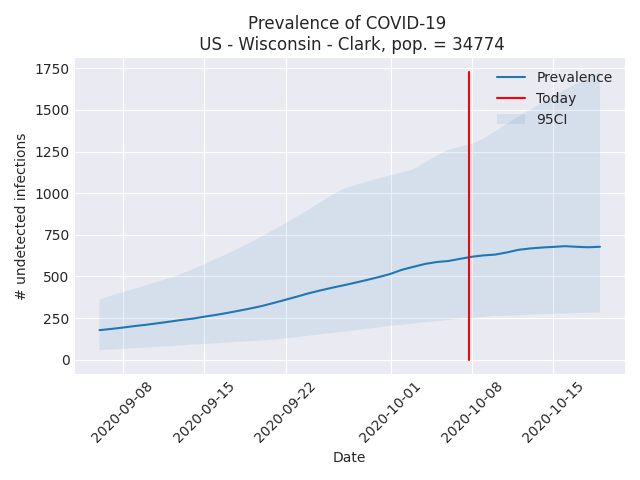 Prevalence of COVID-19
US - Wisconsin - Clark, pop. = 34774
Prevalence
Today
95CI
# undetected infections
1750
1500
1250
1000
750
500
250
0
2020-09-08
2020-09-15
2020-09-22
2020-10-01
2020-10-08
2020-10-15
Date